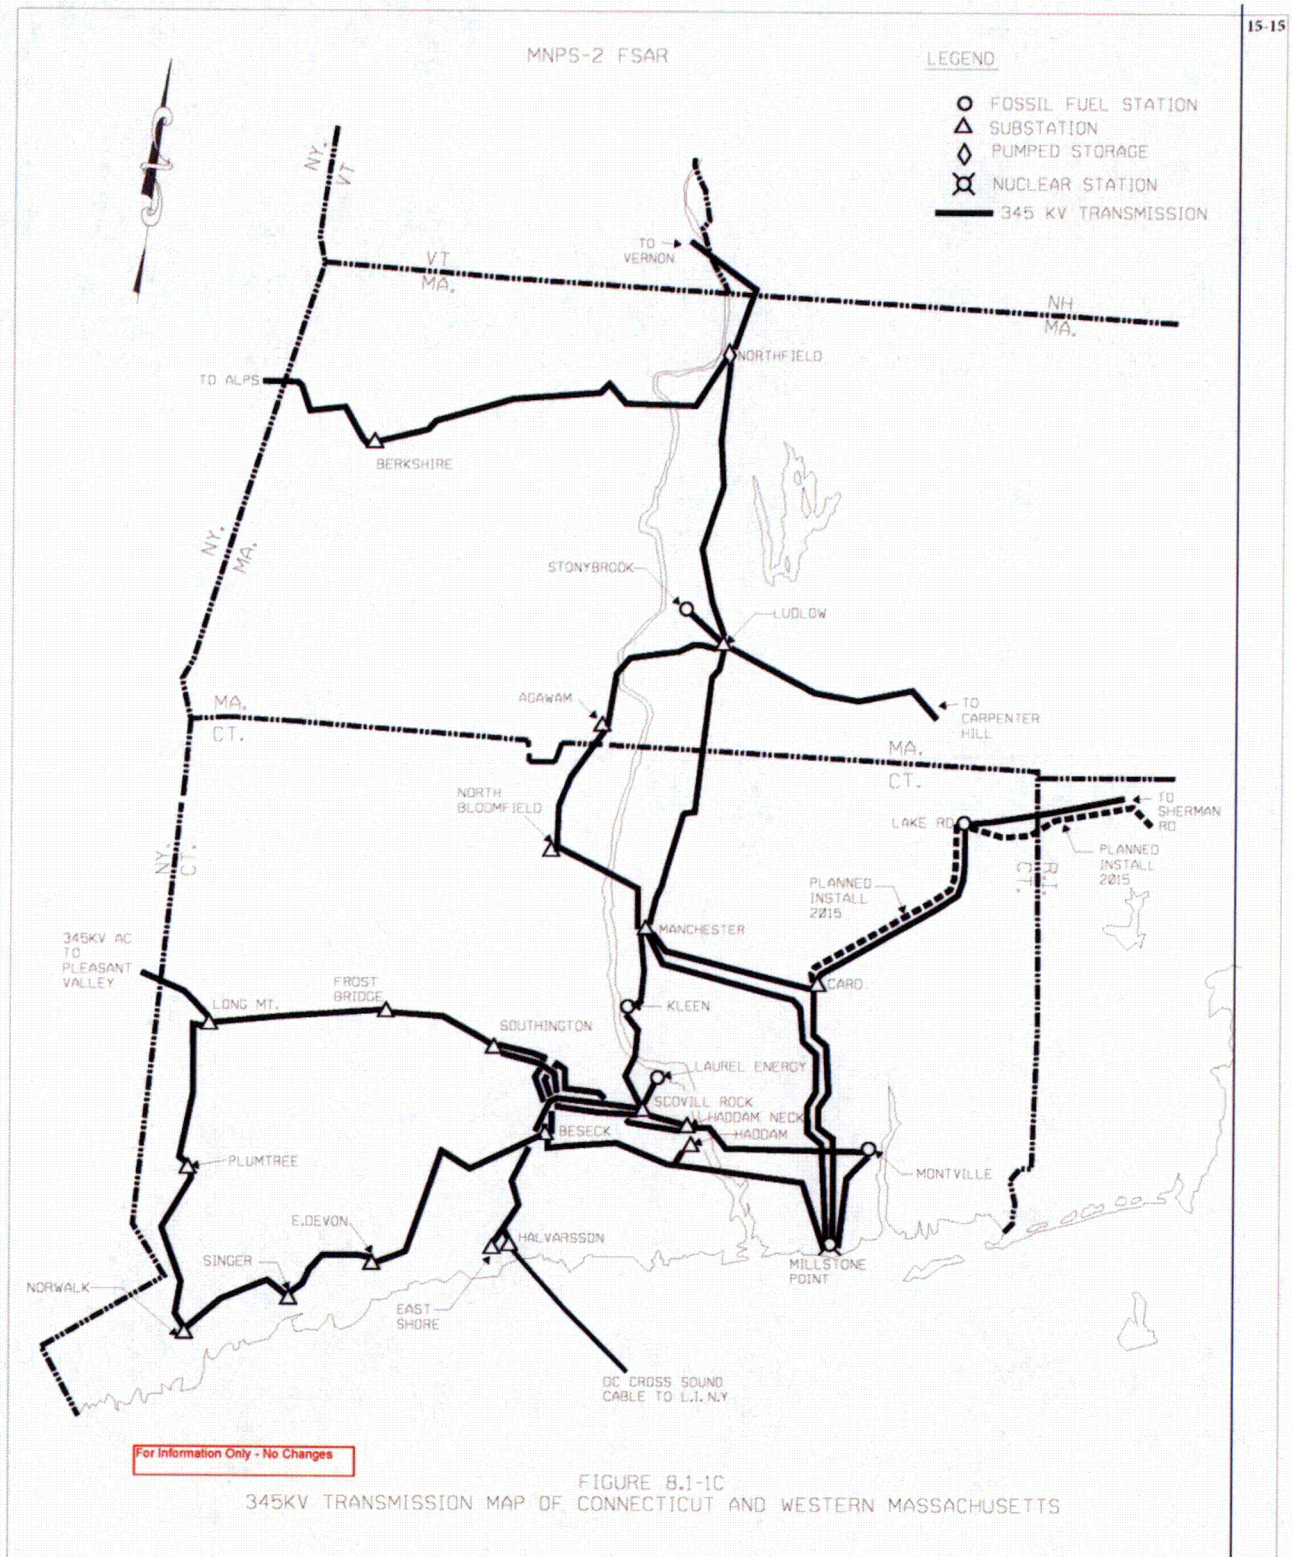 15-15
MNPS-2 FSAR
LEGEND
FOSSIL FUEL STATION
SUBSTATION
PUMPED STORAGE
NUCLEAR STATION
345 KV TRANSMISSION
NY.
VT
TO
VERNON
VT
MA.
NH
MA.
NORTHFIELD
TO ALPS
BERKSHIRE
NY.
MA.
STONYBROOK
LUDLOW
AGAWAM
MA.
CT.
TO
CARPENTER
HILL
MA.
CT.
NORTH
BLOOMFIELD
TO
SHERMAN
RD
LAKE RD
PLANNED
INSTALL
2015
NY.
CT.
R.I.
CT.
PLANNED
INSTALL
2015
MANCHESTER
345KV AC
TO
PLEASANT
VALLEY
CARD
FROST
BRIDGE
LONG MT.
KLEEN
SOUTHINGTON
LAUREL ENERGY
SCOVILL ROCK
HADDAM NECK
HADDAM
BESECK
PLUMTREE
MONTVILLE
E.DEVON
HALVARSSON
SINGER
MILLSTONE
POINT
NORWALK
EAST
SHORE
DC CROSS SOUND
CABLE TO L.I. N.Y
For Information Only - No Changes
FIGURE 8.1-1C
345KV TRANSMISSION MAP OF CONNECTICUT AND WESTERN MASSACHUSETTS